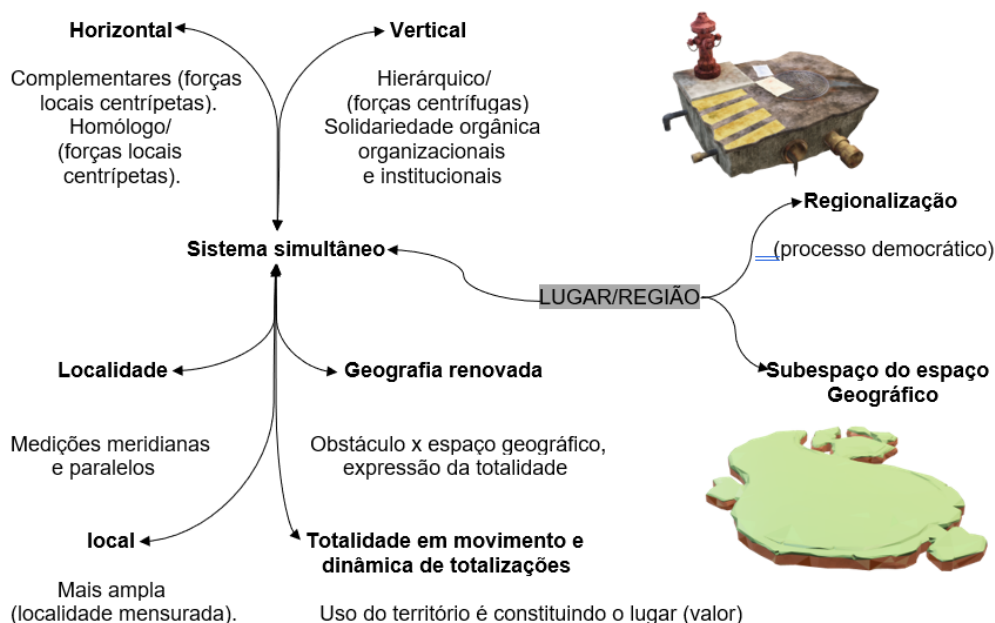 Horizontal
Complementares (forças
locais centrípetas).
Homólogo/
(forças locais
centrípetas).
Vertical
Hierárquico/
(forças centrífugas)
Solidariedade orgânica
organizacionais
e institucionais
Sistema simultâneo
LUGAR/REGIÃO
Regionalização
(processo democrático)
Subespaço do espaço
Geográfico
Localidade
Medições meridianas
e paralelos
Geografia renovada
Obstáculo x espaço geográfico,
expressão da totalidade
local
Mais ampla
(localidade mensurada).
Totalidade em movimento e
dinâmica de totalizações
Uso do território é constituindo o lugar (valor)